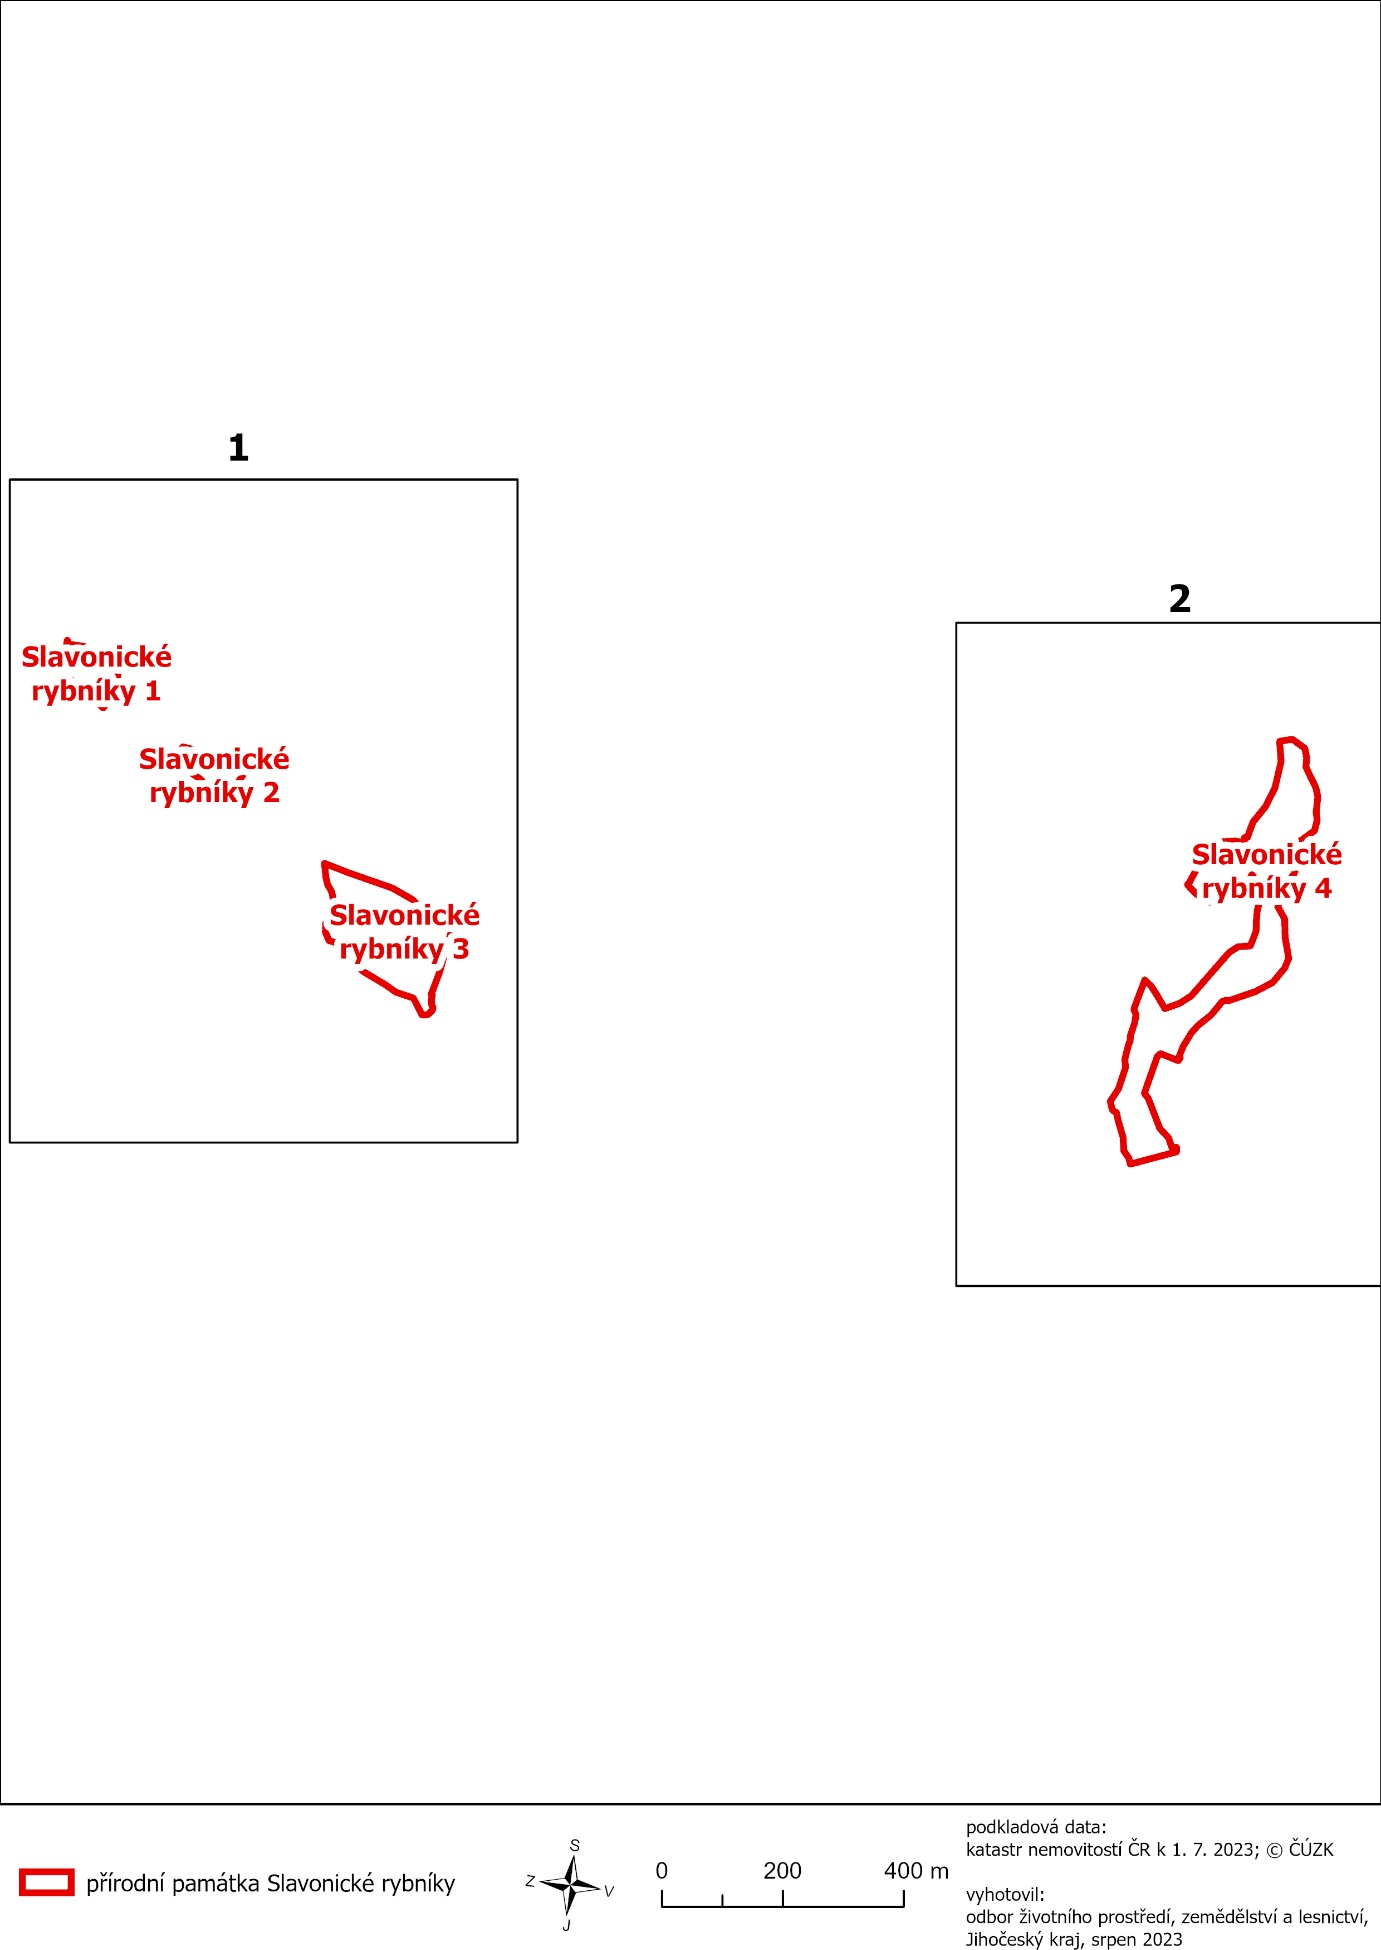 1
Slavonické
rybníky 1
Slavonické
rybníky 2
Slavonické
rybníky 3
2
Slavonické
rybníky 4
přírodní památka Slavonické rybníky
S
Z
V
J
0 200 400 m
podkladová data:
katastr nemovitostí ČR k 1. 7. 2023; © ČÚZK
vyhotovil:
odbor životního prostředí, zemědělství a lesnictví,
Jihočeský kraj, srpen 2023